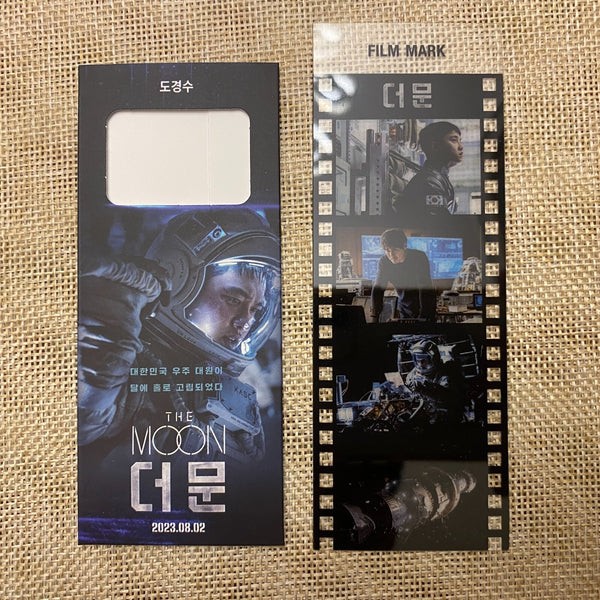 도경수
대한민국 우주 대원이
달에 홀로 고립되었다
THE
MOON
더 문
2023.08.02
FILM MARK
더 문